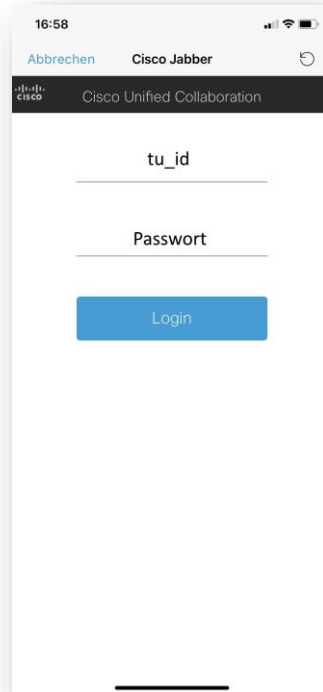 16:58
Abbrechen Cisco Jabber
cisco Cisco Unified Collaboration
tu_id
Passwort
Login